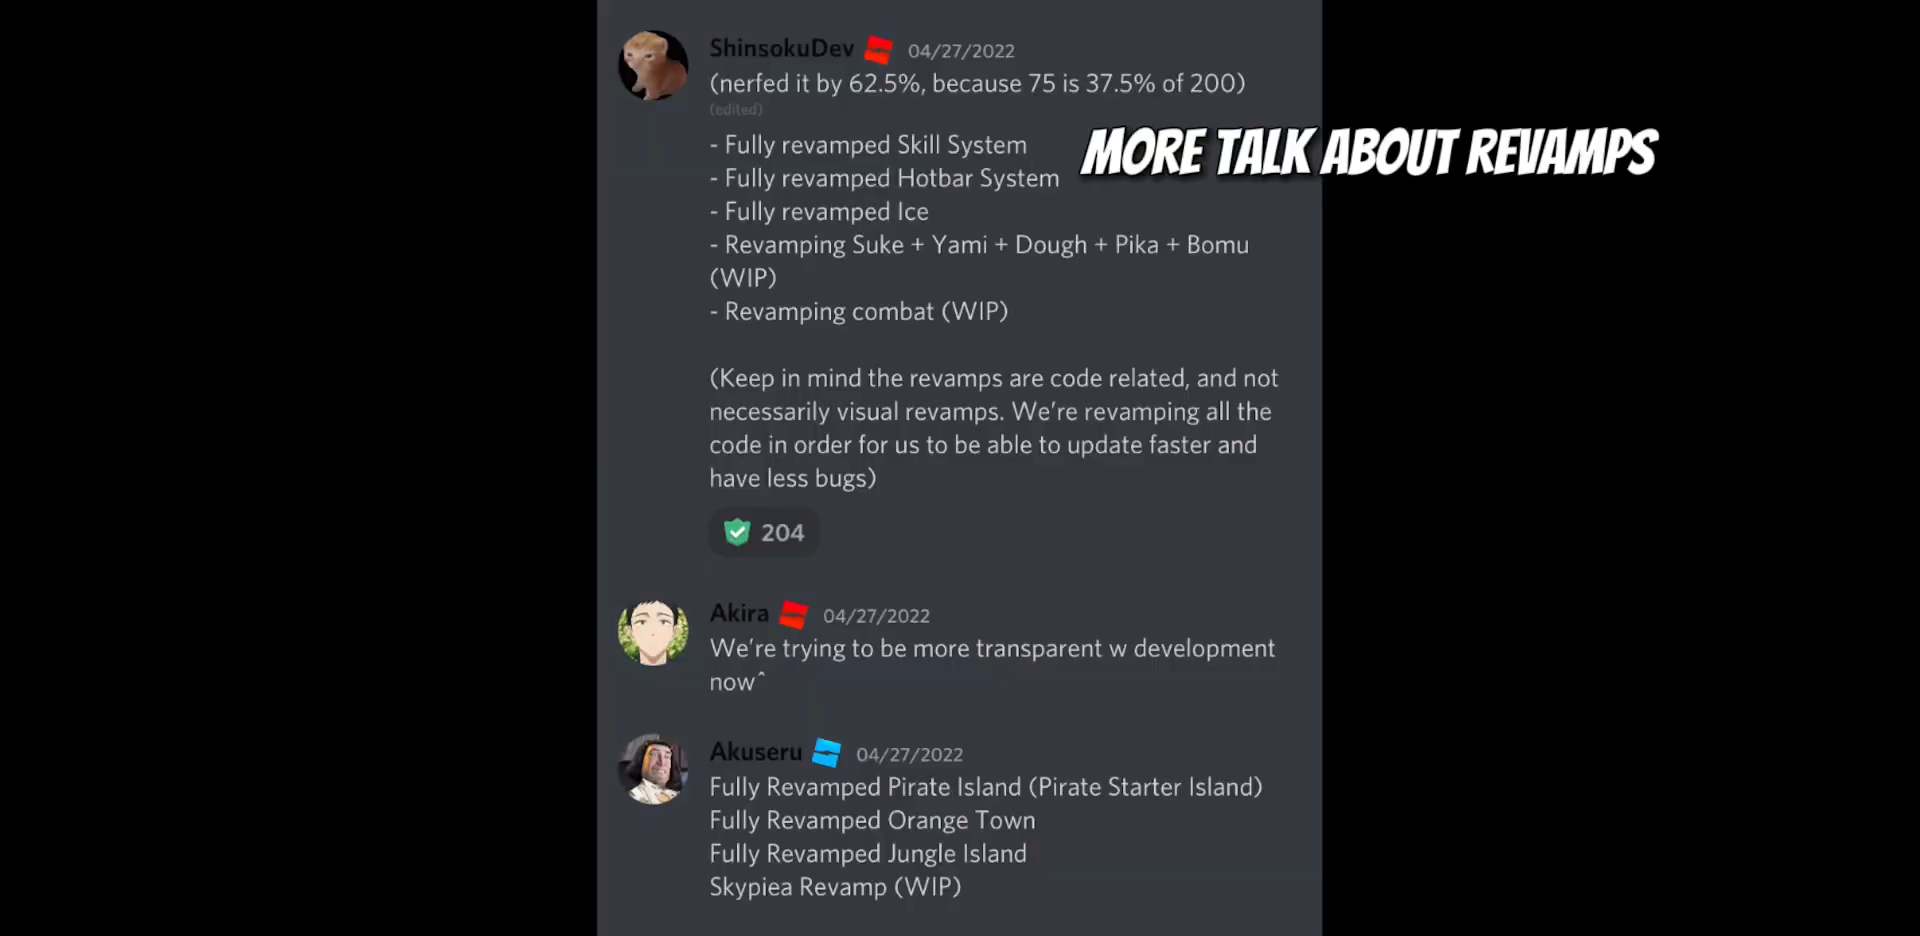 ShinsokuDev 04/27/2022
(nerfed it by 62.5%, because 75 is 37.5% of 200)
(edited)
- Fully revamped Skill System
MORE TALK ABOUT REVAMPS
- Fully revamped Hotbar System
- Fully revamped Ice
- Revamping Suke + Yami + Dough + Pika + Bomu
(WIP)
- Revamping combat (WIP)
(Keep in mind the revamps are code related, and not
necessarily visual revamps. We're revamping all the
code in order for us to be able to update faster and
have less bugs)
204
Akira 04/27/2022
We're trying to be more transparent w development
now^
Akuseru 04/27/2022
Fully Revamped Pirate Island (Pirate Starter Island)
Fully Revamped Orange Town
Fully Revamped Jungle Island
Skypiea Revamp (WIP)